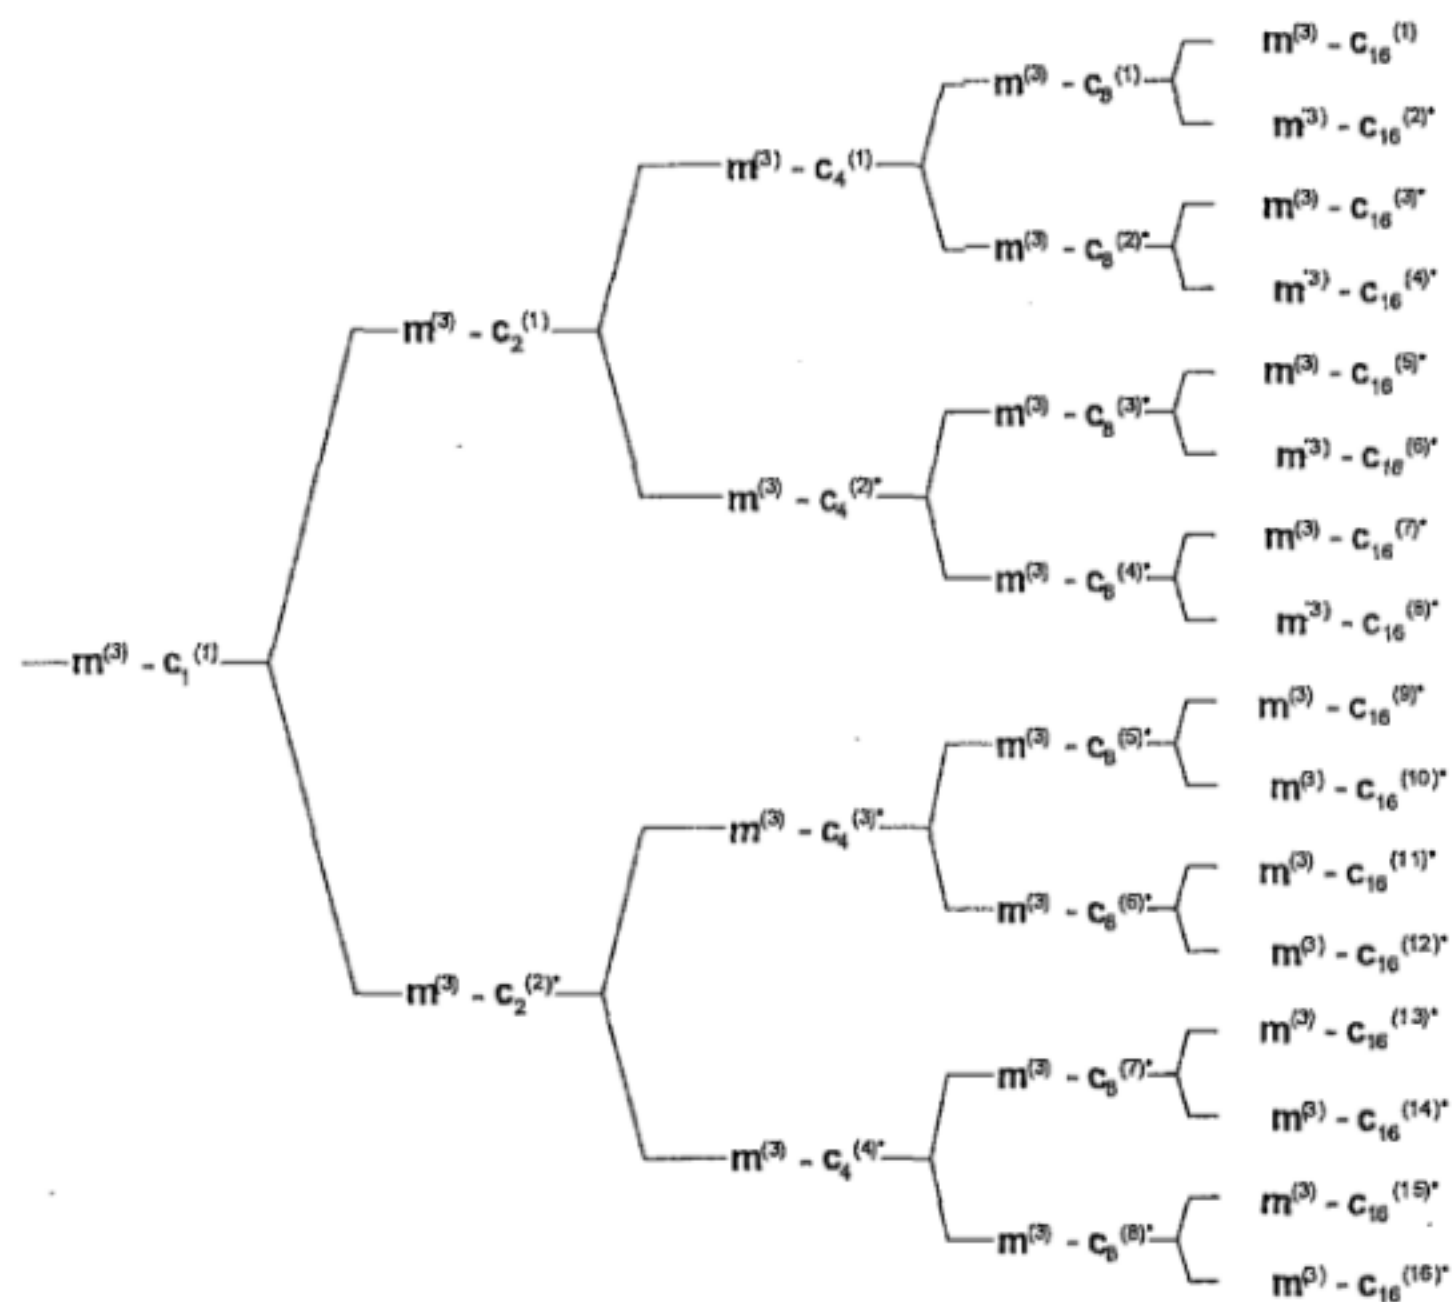 m(3) - c16(1)
m(3) - c8(1)
m(3) - c16(2)*
m(3) - c4(1)
m(3) - c16(3)*
m(3) - c8(2)*
m(3) - c16(4)*
m(3) - c2(1)
m(3) - c16(5)*
m(3) - c8(3)*
m(3) - c16(6)*
m(3) - c4(2)*
m(3) - c16(7)*
m(3) - c8(4)*
m(3) - c16(8)*
m(3) - c1(1)
m(3) - c16(9)*
m(3) - c8(5)*
m(3) - c16(10)*
m(3) - c4(3)*
m(3) - c16(11)*
m(3) - c8(6)*
m(3) - c16(12)*
m(3) - c2(2)*
m(3) - c16(13)*
m(3) - c8(7)*
m(3) - c16(14)*
m(3) - c4(4)*
m(3) - c16(15)*
m(3) - c8(8)*
m(3) - c16(16)*